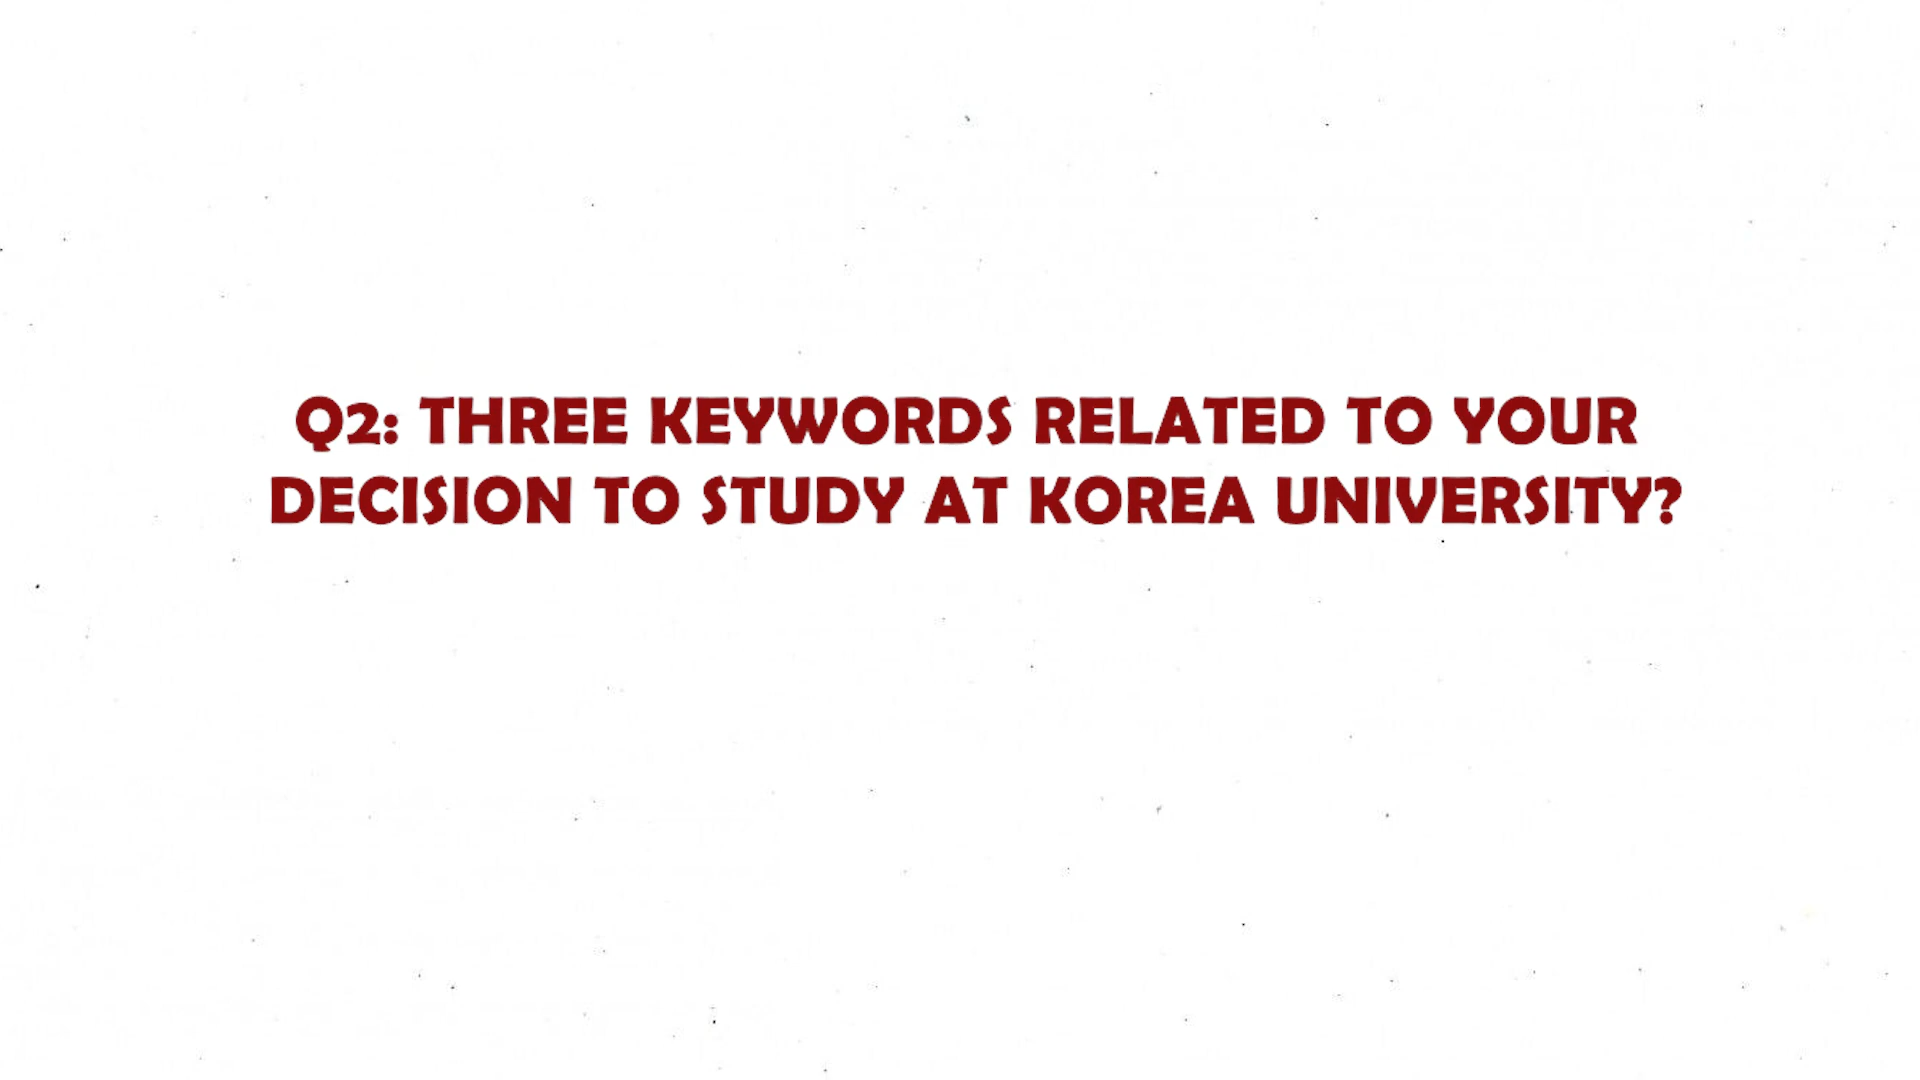 Q2: THREE KEYWORDS RELATED TO YOUR
DECISION TO STUDY AT KOREA UNIVERSITY?